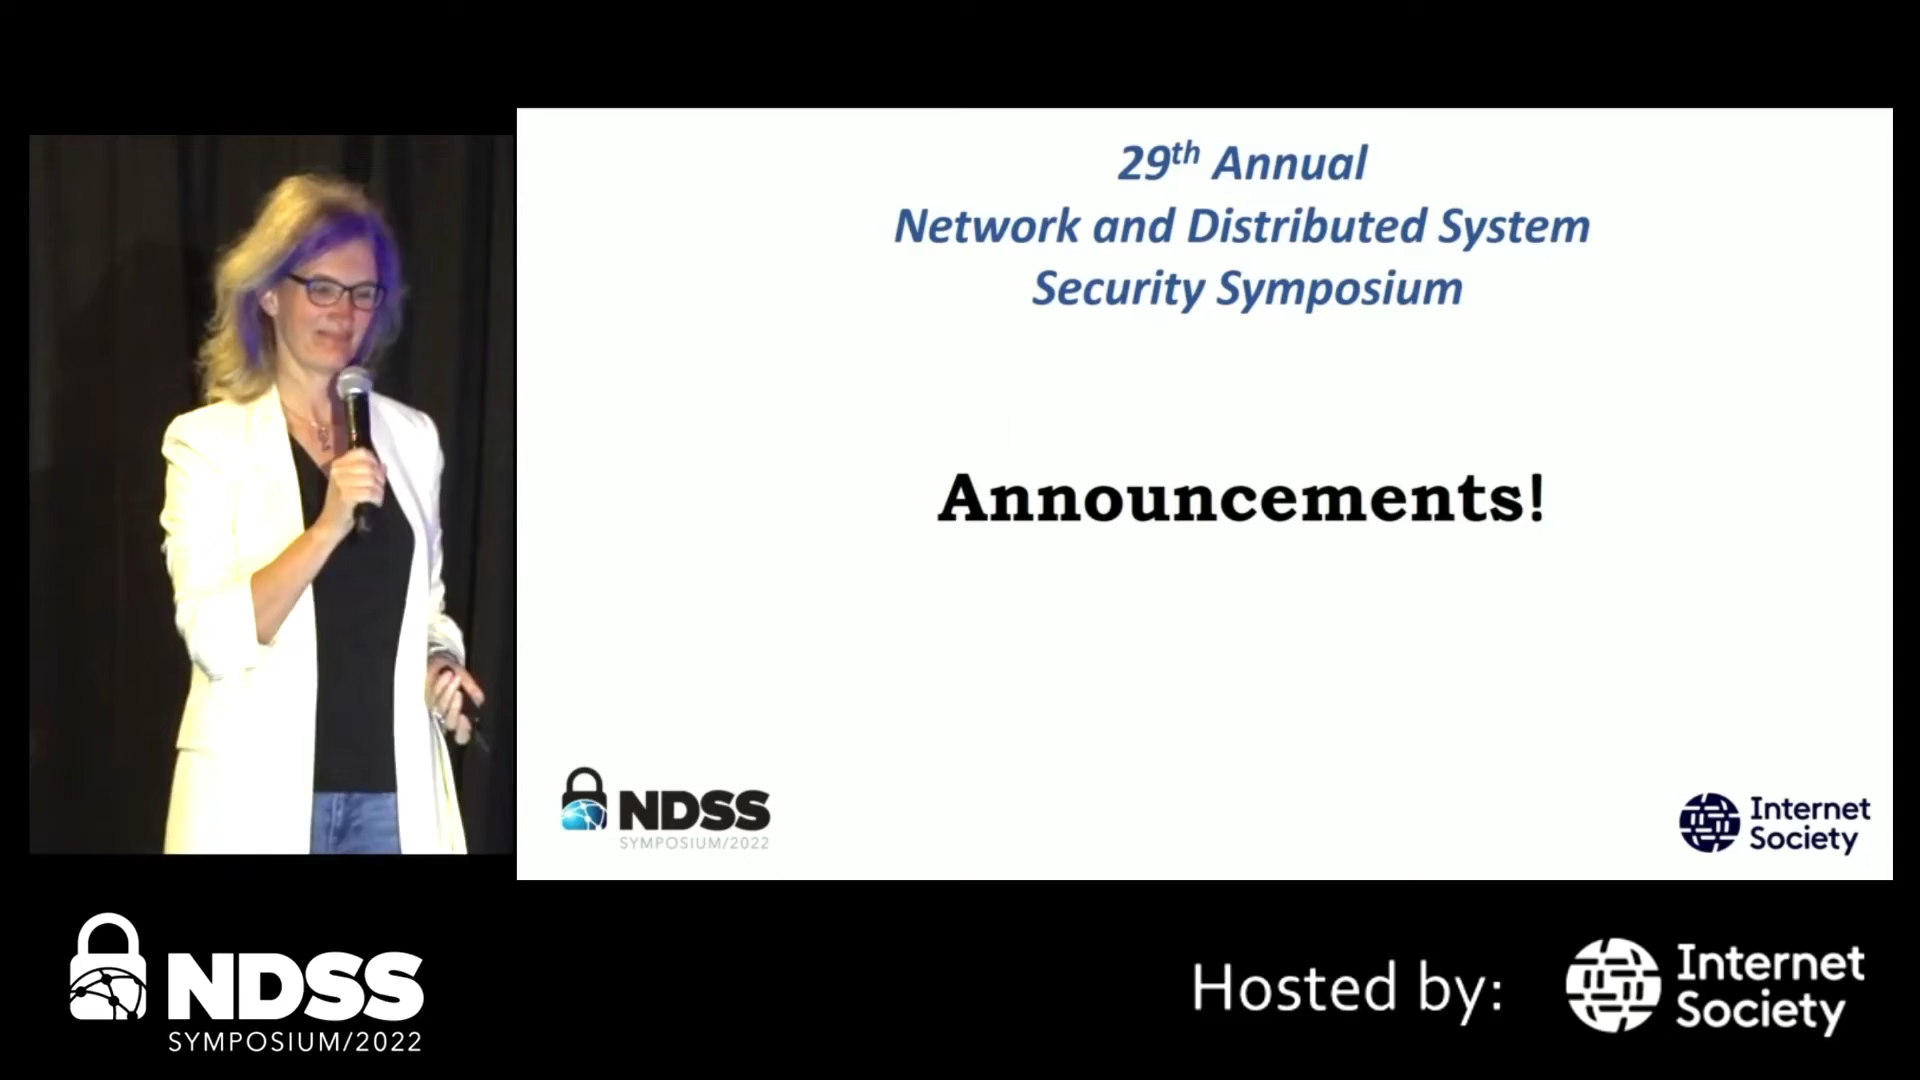 29th Annual
Network and Distributed System
Security Symposium
Announcements!
NDSS
SYMPOSIUM/2022
Internet
Society
NDSS
SYMPOSIUM/2022
Hosted by:
Internet
Society